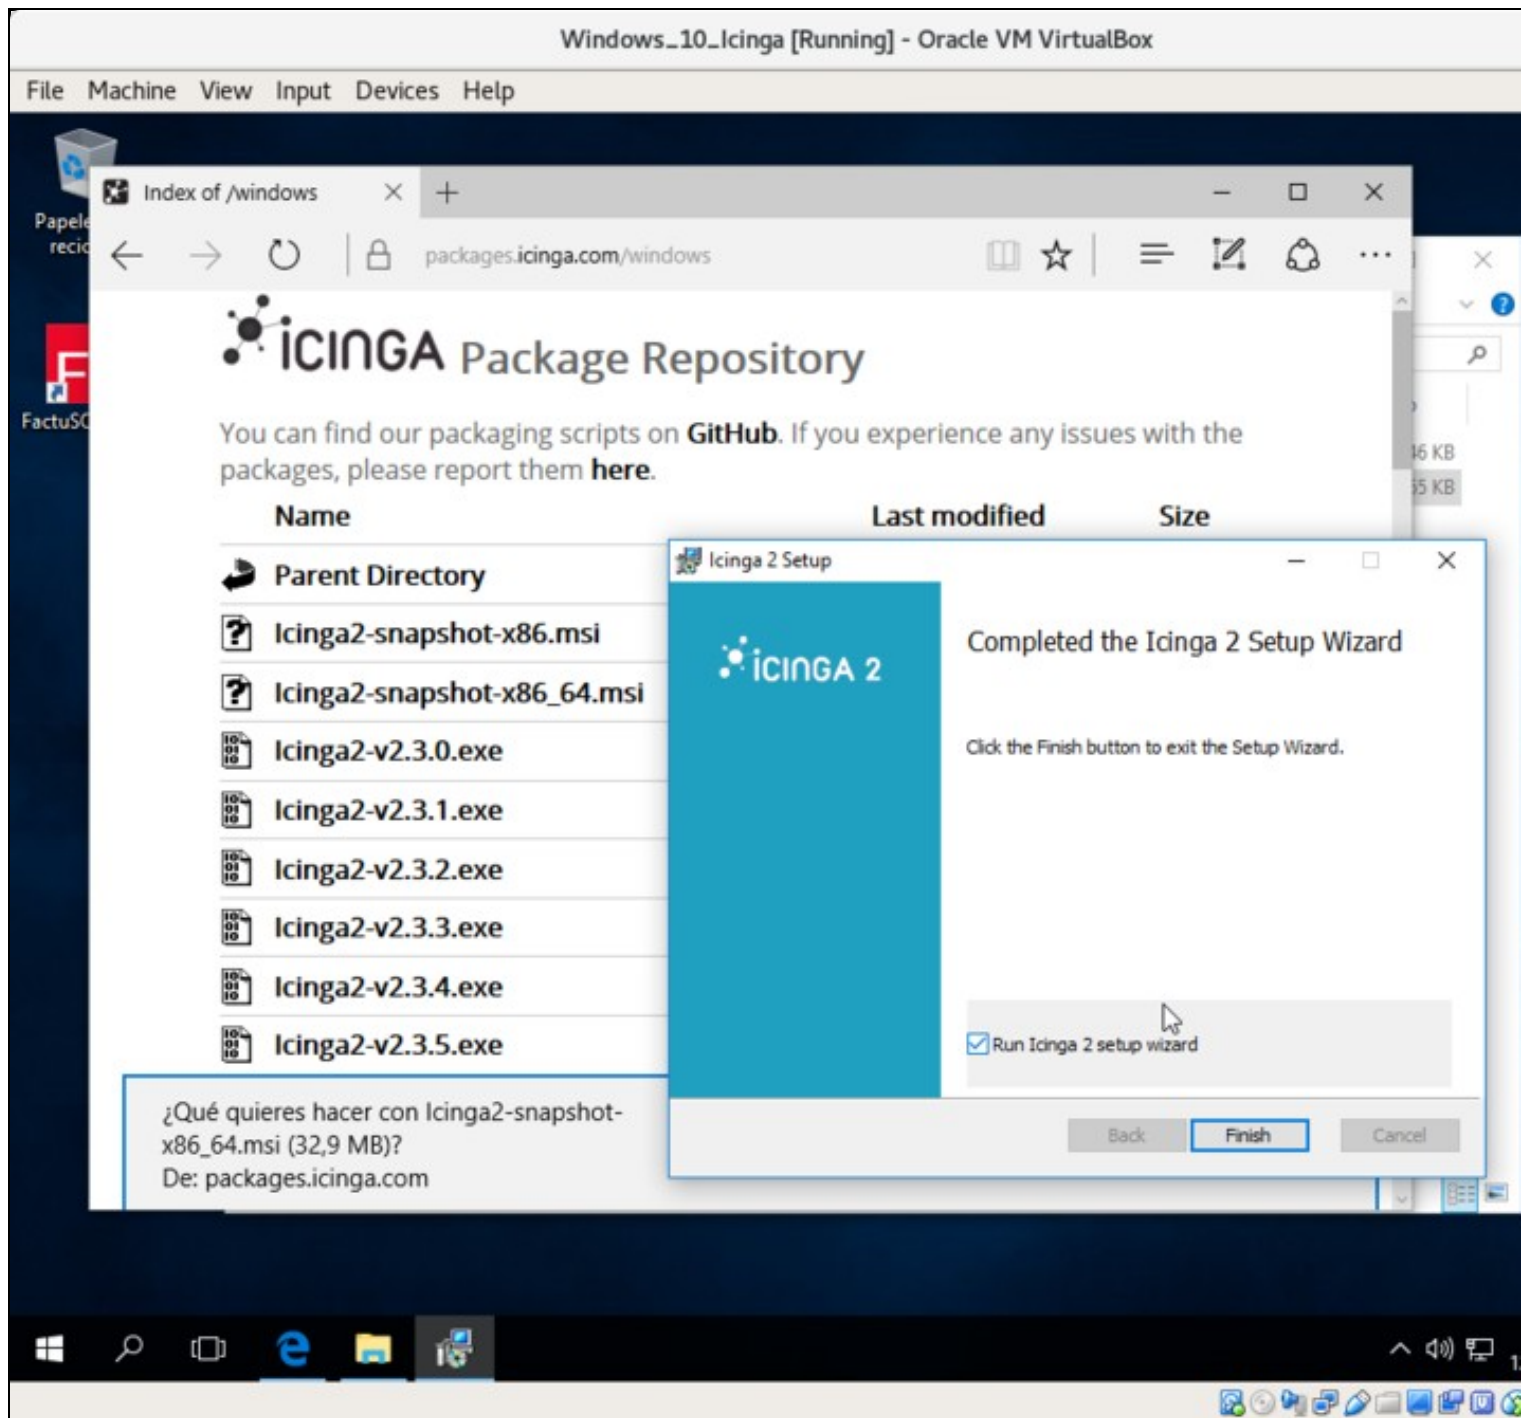 Windows_10_Icinga [Running] - Oracle VM VirtualBox
File Machine View Input Devices Help
Index of /windows
packages.icinga.com/windows
ICINGA Package Repository
You can find our packaging scripts on GitHub. If you experience any issues with the
packages, please report them here.
Name Last modified Size
Parent Directory
Icinga2-snapshot-x86.msi
Icinga2-snapshot-x86_64.msi
Icinga2-v2.3.0.exe
Icinga2-v2.3.1.exe
Icinga2-v2.3.2.exe
Icinga2-v2.3.3.exe
Icinga2-v2.3.4.exe
Icinga2-v2.3.5.exe
¿Qué quieres hacer con Icinga2-snapshot-
x86_64.msi (32,9 MB)?
De: packages.icinga.com
Icinga 2 Setup
ICINGA 2
Completed the Icinga 2 Setup Wizard
Click the Finish button to exit the Setup Wizard.
Run Icinga 2 setup wizard
Back Finish Cancel
KB
KB